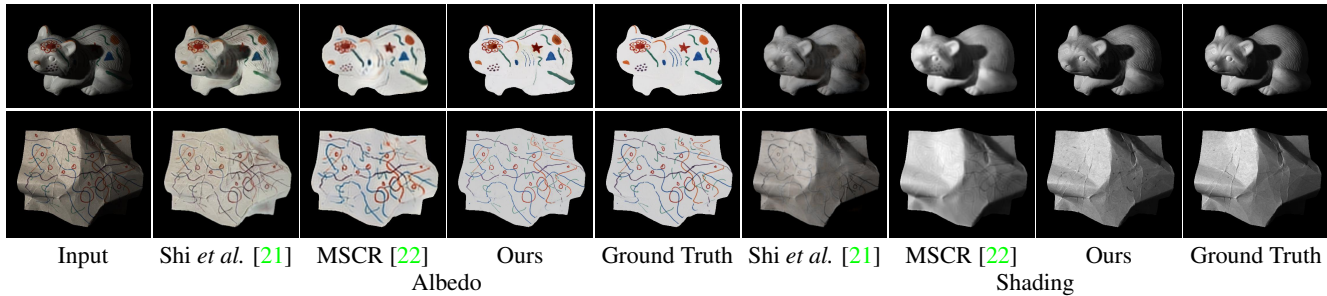 Input Shi et al. [21] MSCR [22] Ours Ground Truth Shi et al. [21] MSCR [22] Ours Ground Truth
Albedo Shading